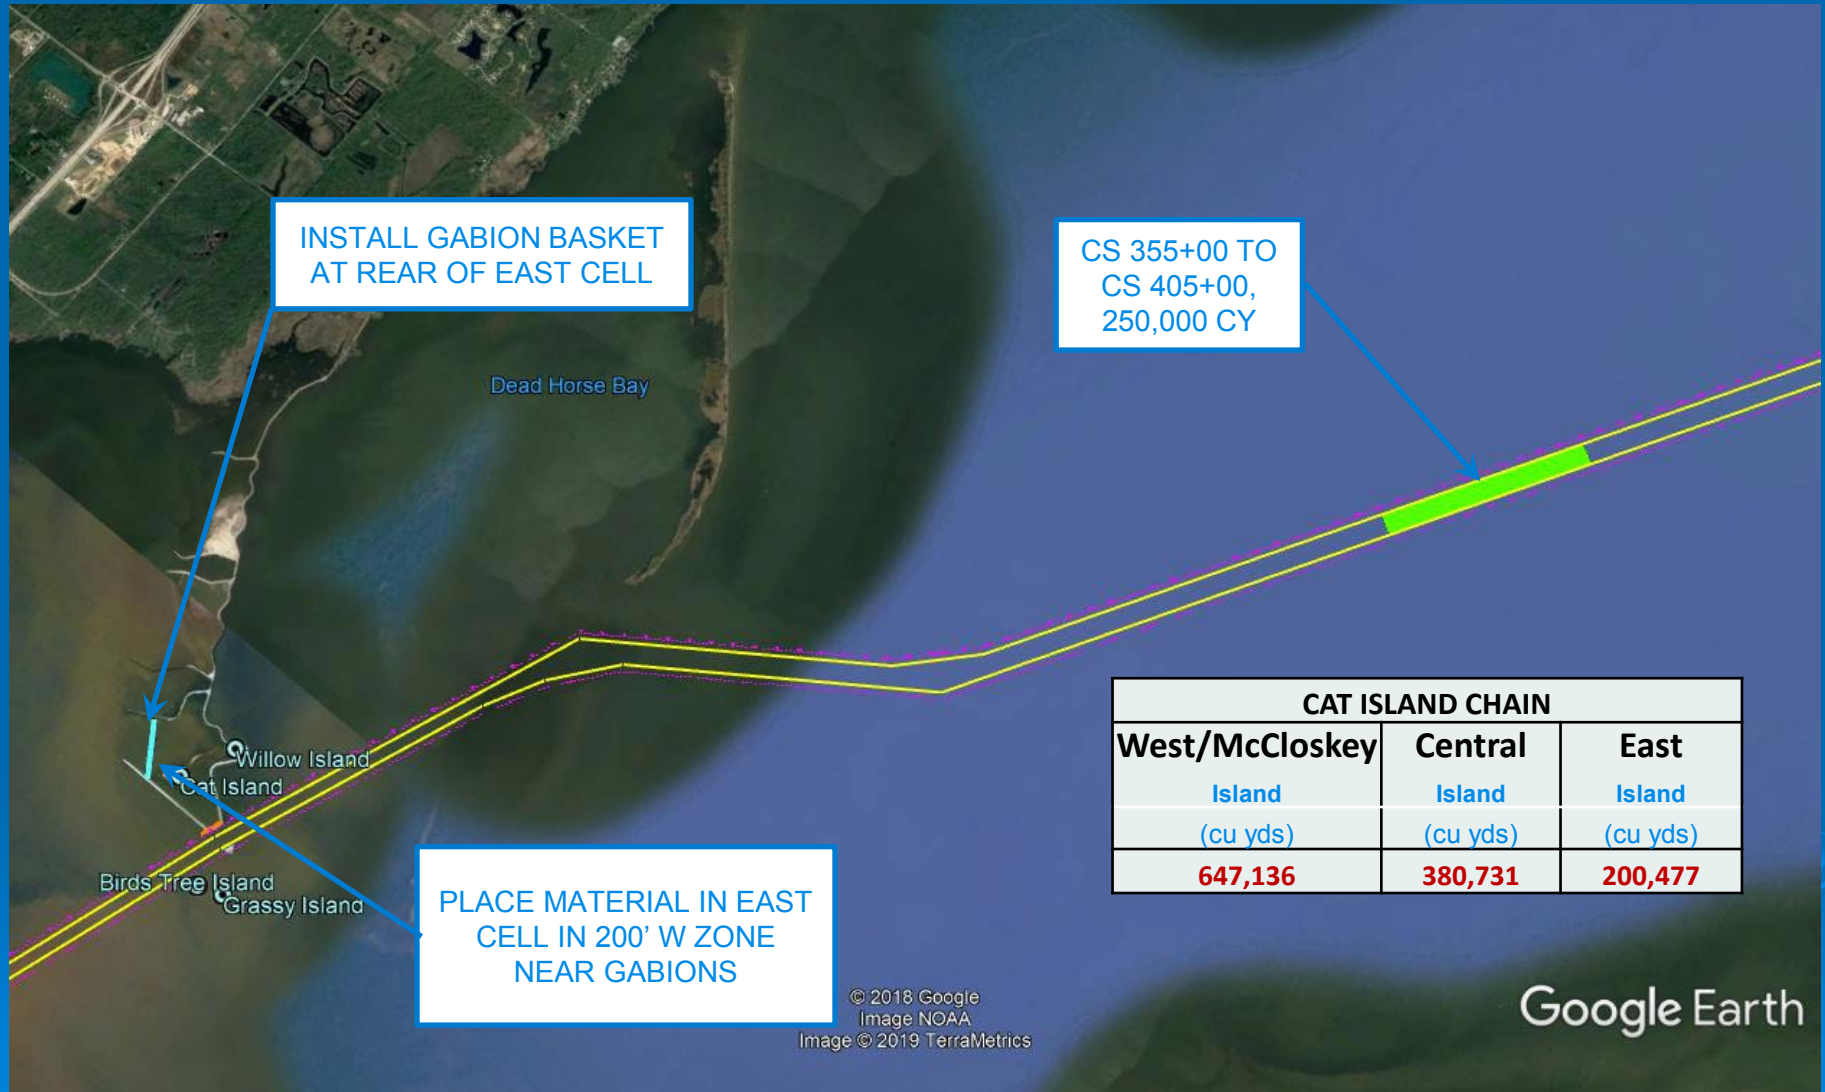 INSTALL GABION BASKET
AT REAR OF EAST CELL
CS 355+00 TO
CS 405+00,
250,000 CY
Dead Horse Bay
Willow Island
Cat Island
Birds Tree Island
Grassy Island
PLACE MATERIAL IN EAST
CELL IN 200’ W ZONE
NEAR GABIONS
CAT ISLAND CHAIN
West/McCloskey Central East
Island Island Island
(cu yds) (cu yds) (cu yds)
647,136 380,731 200,477
© 2018 Google
Image NOAA
Image © 2019 TerraMetrics
Google Earth